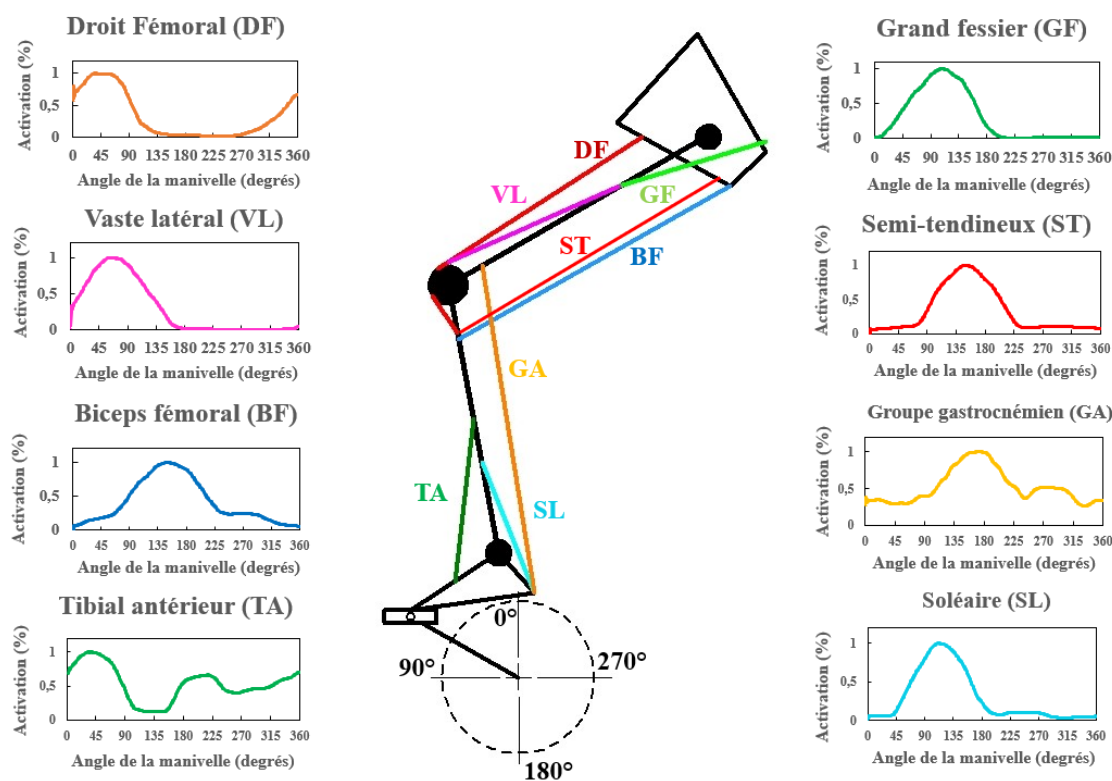 Droit Fémoral (DF)
Activation (%)
1
0,5
0
0 45 90 135 180 225 270 315 360
Angle de la manivelle (degrés)
Vaste latéral (VL)
Activation (%)
1
0,5
0
0 45 90 135 180 225 270 315 360
Angle de la manivelle (degrés)
Biceps fémoral (BF)
Activation (%)
1
0,5
0
0 45 90 135 180 225 270 315 360
Angle de la manivelle (degrés)
Tibial antérieur (TA)
Activation (%)
1
0,5
0
0 45 90 135 180 225 270 315 360
Angle de la manivelle (degrés)
DF
VL
GF
ST
BF
GA
TA
SL
0°
90°
270°
180°
Grand fessier (GF)
Activation (%)
1
0,5
0
0 45 90 135 180 225 270 315 360
Angle de la manivelle (degrés)
Semi-tendineux (ST)
Activation (%)
1
0,5
0
0 45 90 135 180 225 270 315 360
Angle de la manivelle (degrés)
Groupe gastrocnémien (GA)
Activation (%)
1
0,5
0
0 45 90 135 180 225 270 315 360
Angle de la manivelle (degrés)
Soléaire (SL)
Activation (%)
1
0,5
0
0 45 90 135 180 225 270 315 360
Angle de la manivelle (degrés)